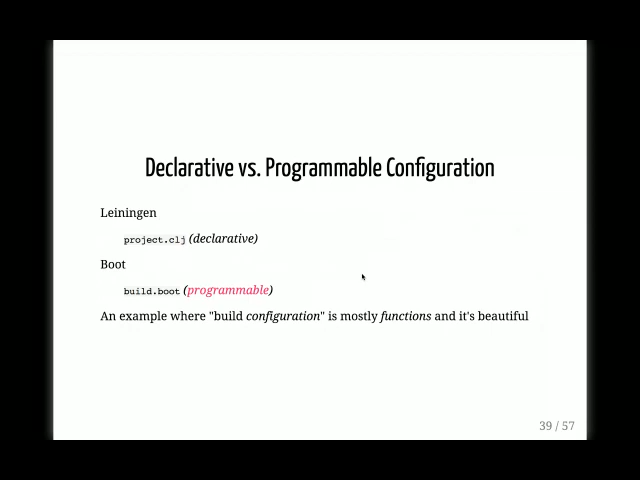 Declarative vs. Programmable Configuration
Leiningen
project.clj (declarative)
Boot
build.boot (programmable)
An example where "build configuration" is mostly functions and it's beautiful
39 / 57